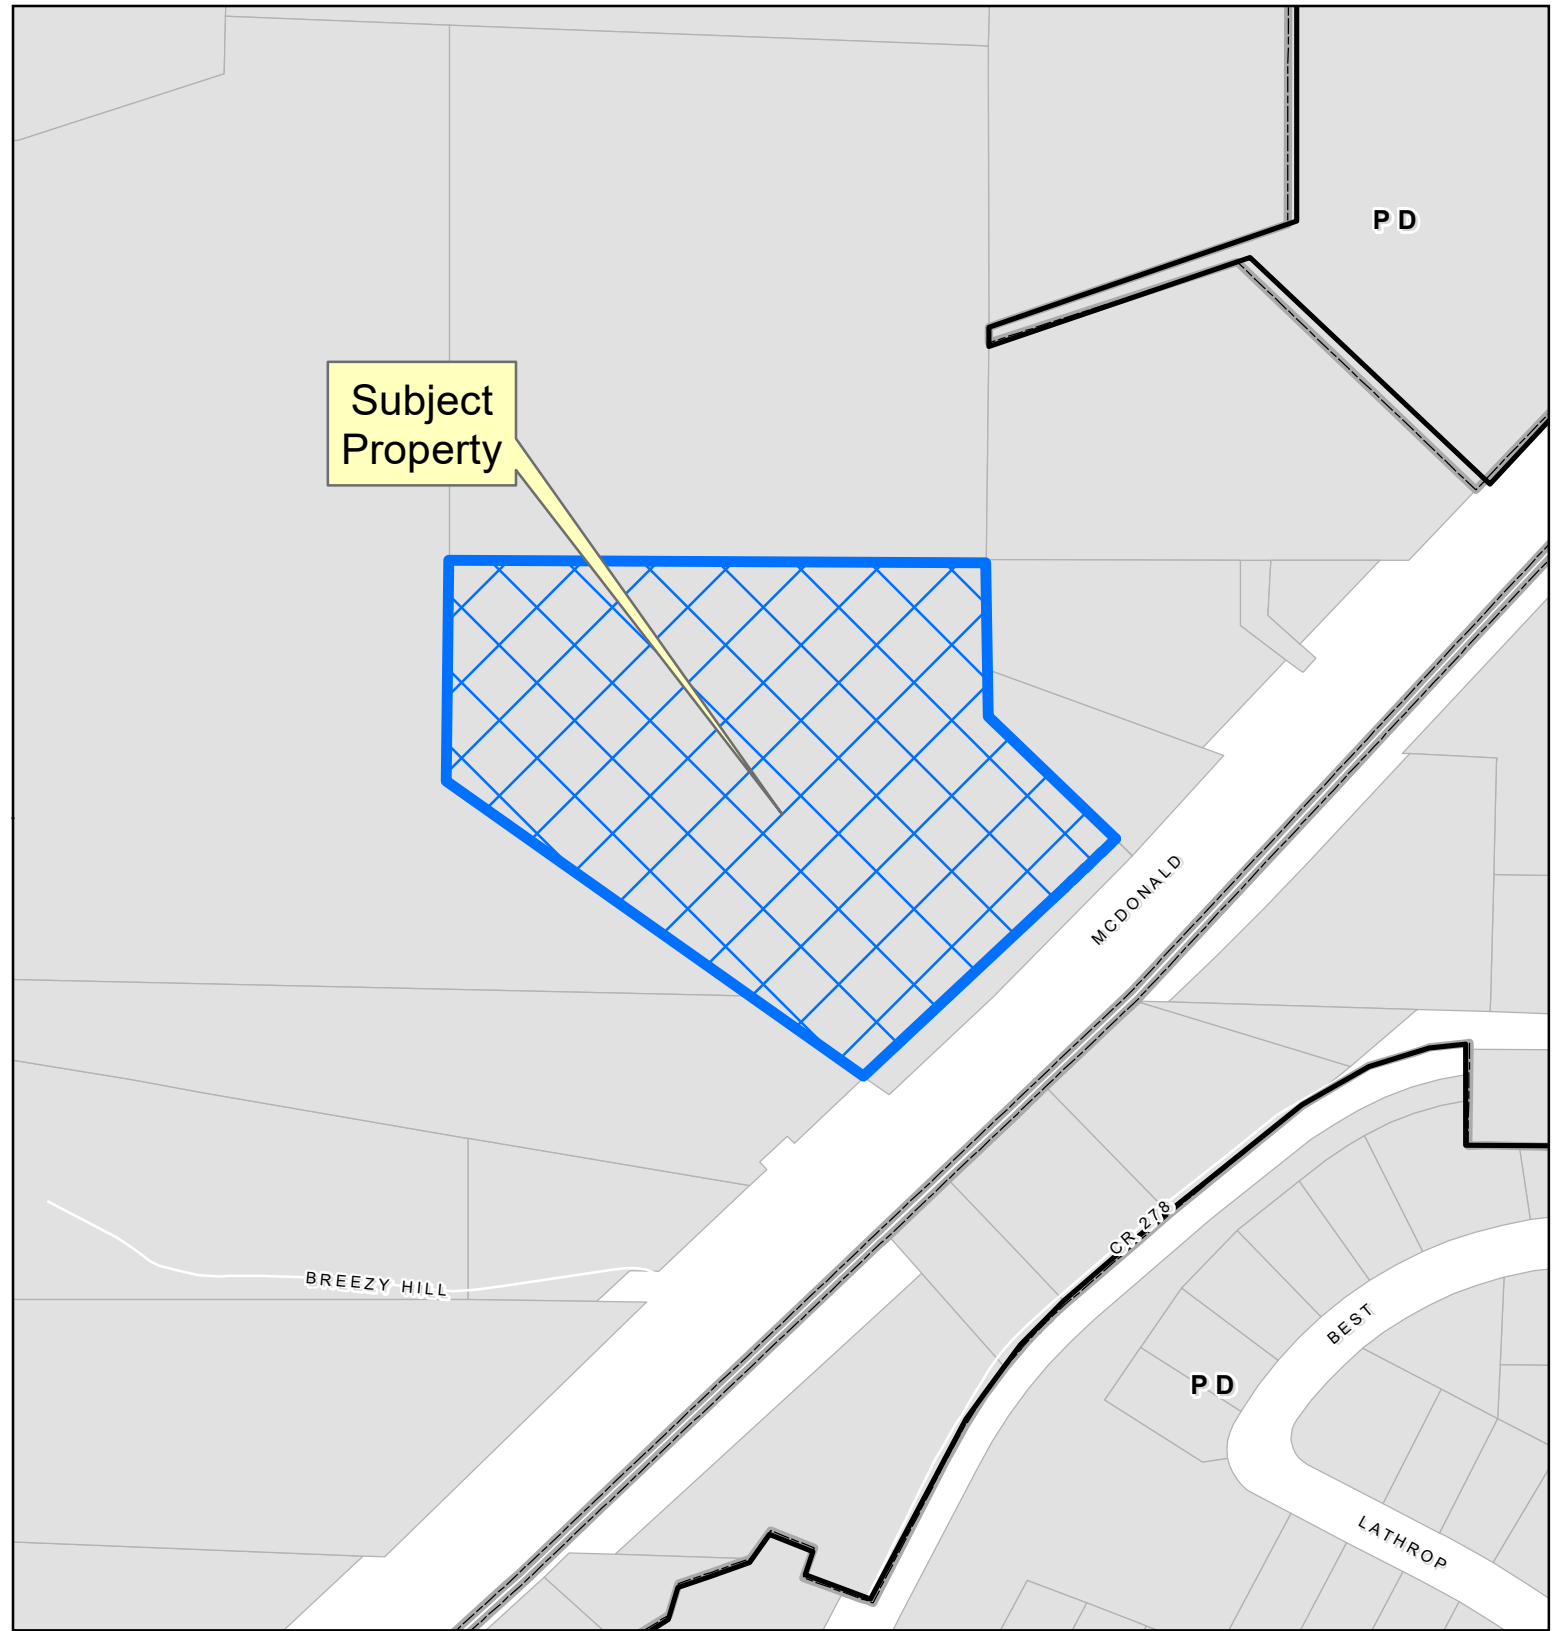 PD
Subject
Property
MCDONALD
CR 278
BREEZY HILL
BEST
PD
LATHROP